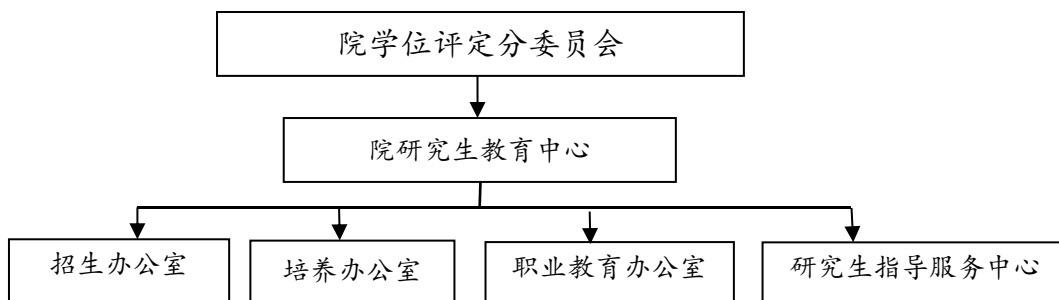 院学位评定分委员会
院研究生教育中心
招生办公室
培养办公室
职业教育办公室
研究生指导服务中心